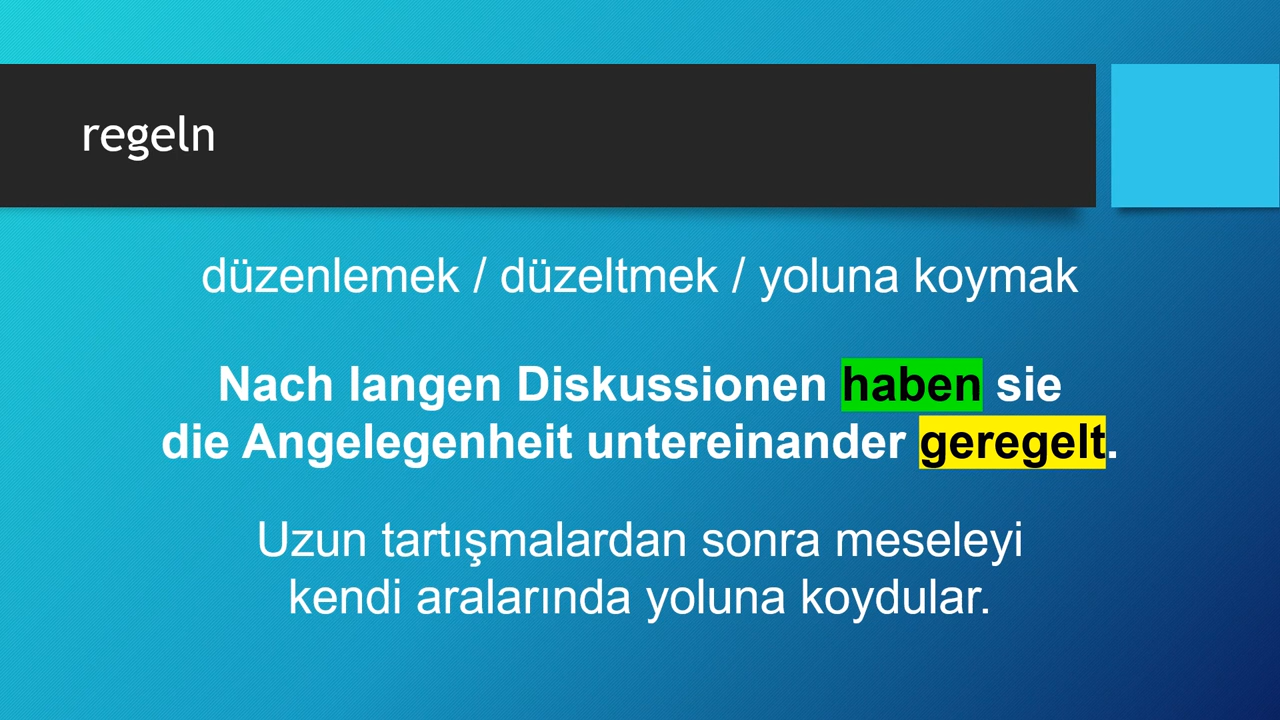 regeln
düzenlemek / düzeltmek / yoluna koymak
Nach langen Diskussionen haben sie
die Angelegenheit untereinander geregelt.
Uzun tartışmalardan sonra meseleyi
kendi aralarında yoluna koydular.